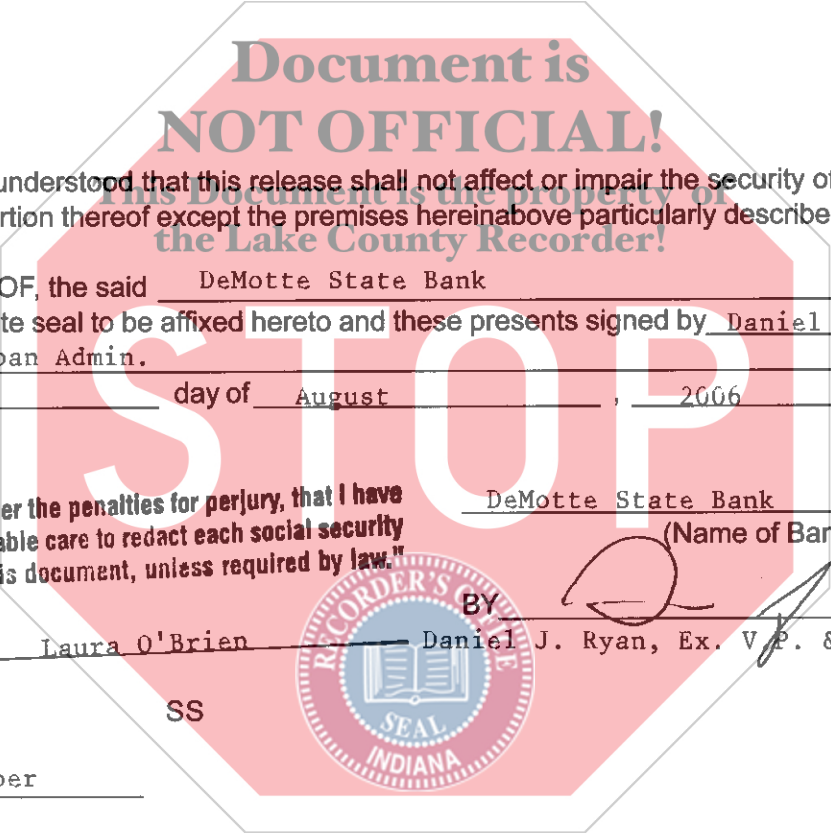 Document is
NOT OFFICIAL!
understood that this release shall not affect or impair the security of
This Document is the property of
rtion thereof except the premises hereinabove particularly describe
the Lake County Recorder!
OF, the said DeMotte State Bank
te seal to be affixed hereto and these presents signed by Daniel
oan Admin.
STOP
day of August , 2006
er the penalties for perjury, that I have
DeMotte State Bank
able care to redact each social security
(Name of Ban
is document, unless required by law."
RECORDER'S OFFICE
BY
Laura O'Brien Daniel J. Ryan, Ex. V.P. &
SS
SEAL
INDIANA
ber